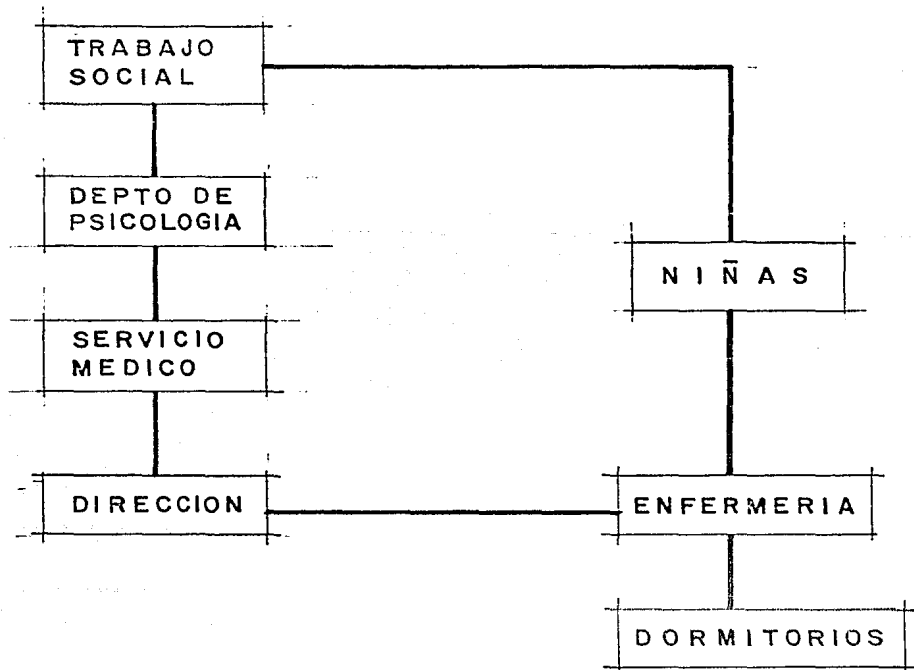 TRABAJO
SOCIAL
DEPTO DE
PSICOLOGIA
NIÑAS
SERVICIO
MEDICO
DIRECCION
ENFERMERIA
DORMITORIOS